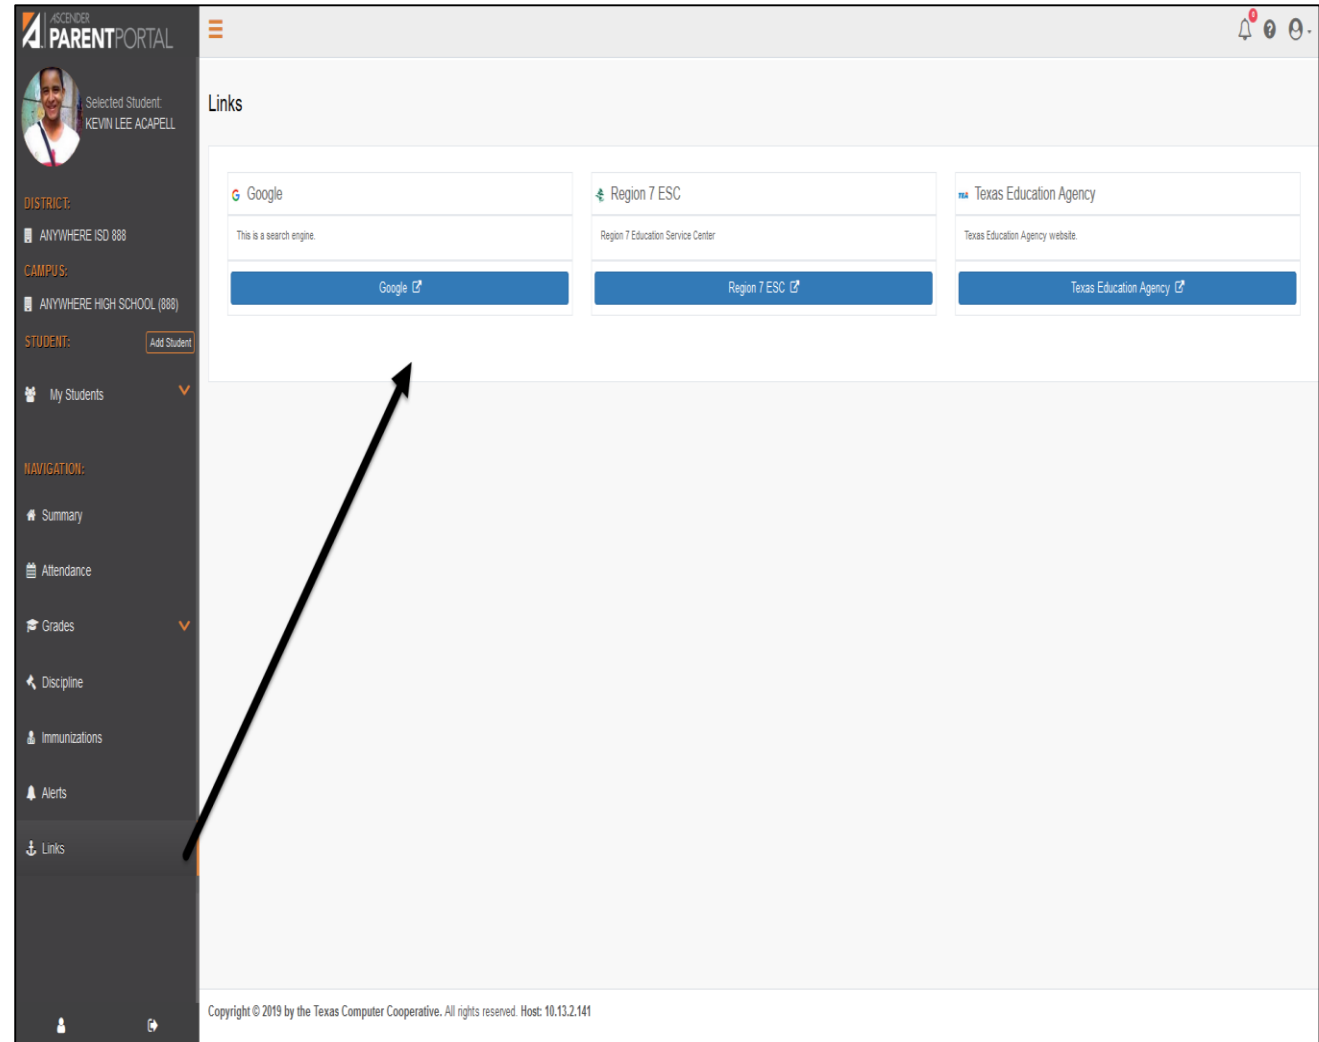 ASCENDER
PARENTPORTAL
0
Selected Student:
KEVIN LEE ACAPELL
DISTRICT:
ANYWHERE ISD 888
CAMPUS:
ANYWHERE HIGH SCHOOL (888)
STUDENT:
Add Student
My Students
NAVIGATION:
Summary
Attendance
Grades
Discipline
Immunizations
Alerts
Links
Links
Google
This is a search engine.
Google
Region 7 ESC
Region 7 Education Service Center
Region 7 ESC
TEA Texas Education Agency
Texas Education Agency website.
Texas Education Agency
Copyright © 2019 by the Texas Computer Cooperative. All rights reserved. Host: 10.13.2.141